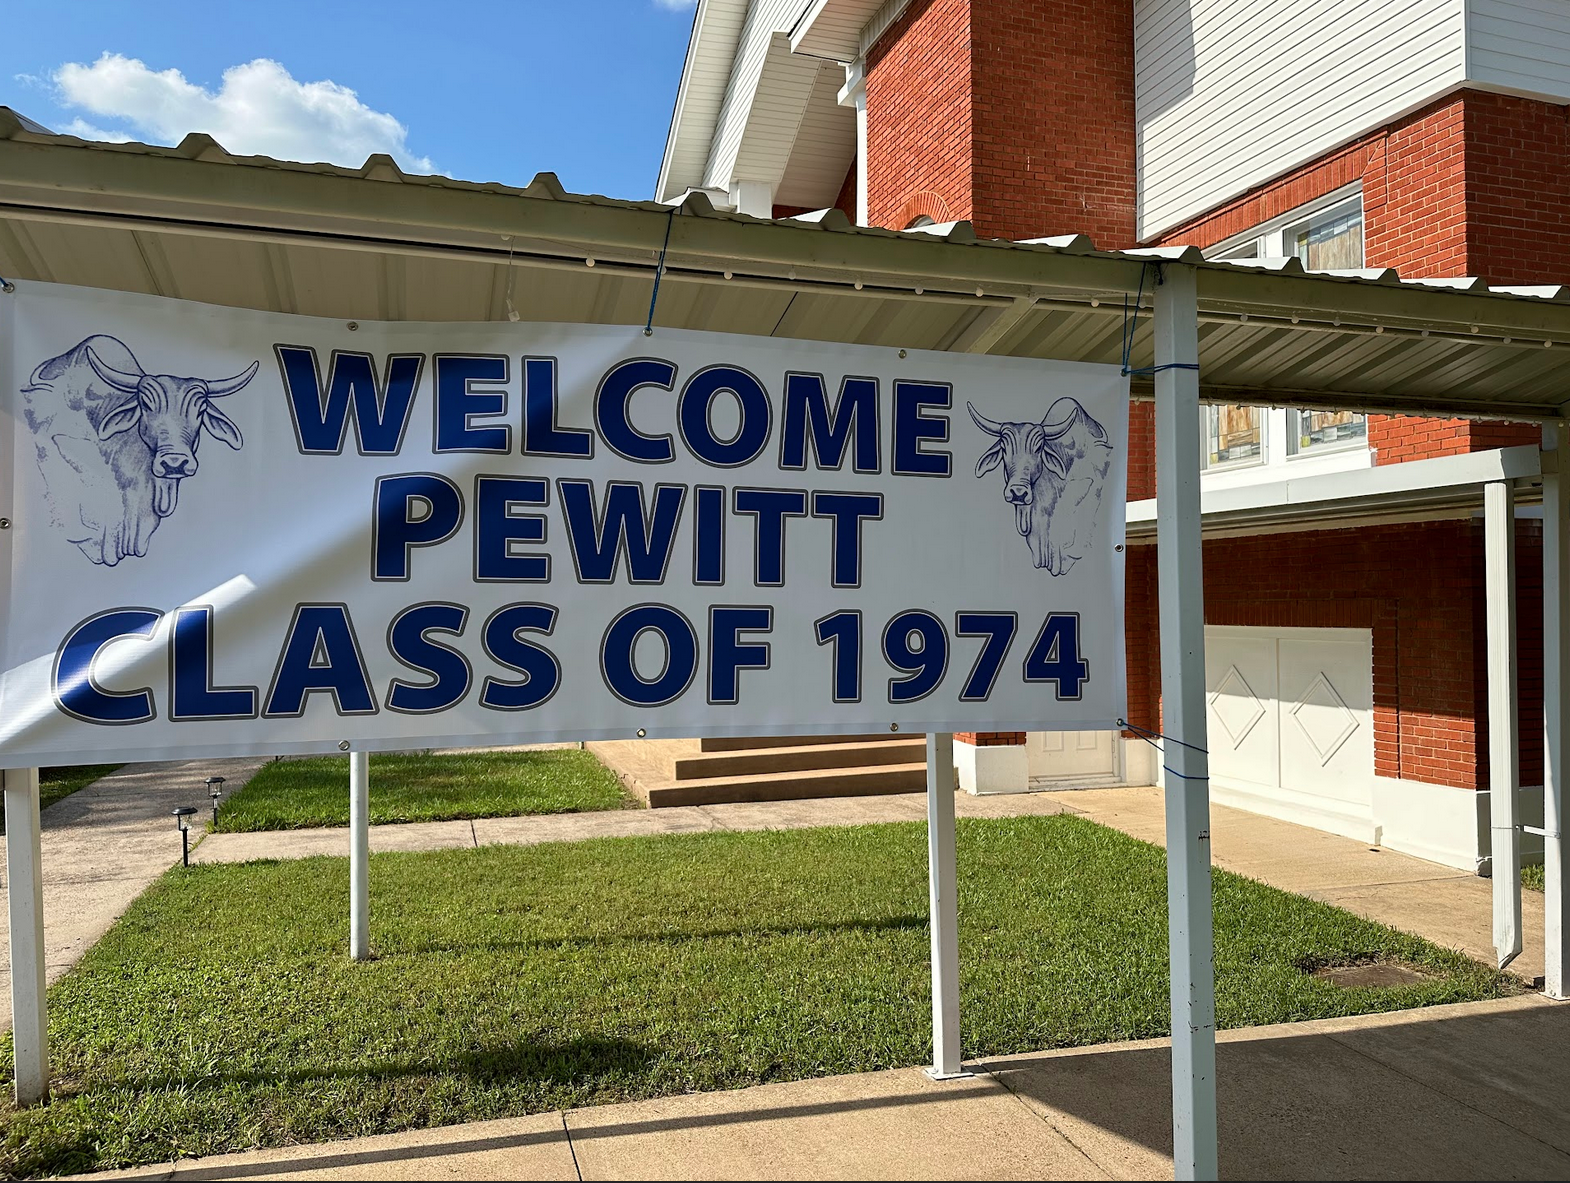 WELCOME
PEWITT
CLASS OF 1974